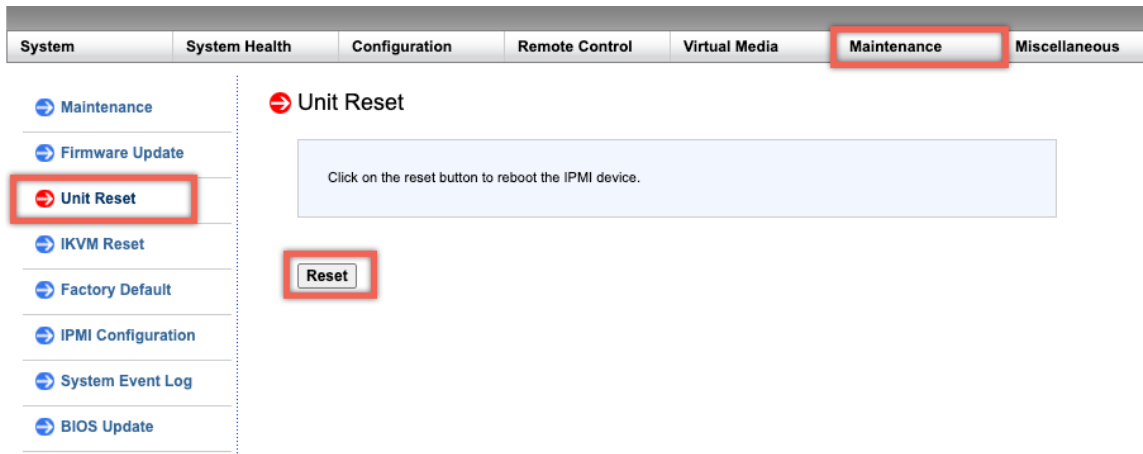 System System Health Configuration Remote Control Virtual Media Maintenance Miscellaneous
Maintenance
Firmware Update
Unit Reset
IKVM Reset
Factory Default
IPMI Configuration
System Event Log
BIOS Update
Unit Reset
Click on the reset button to reboot the IPMI device.
Reset